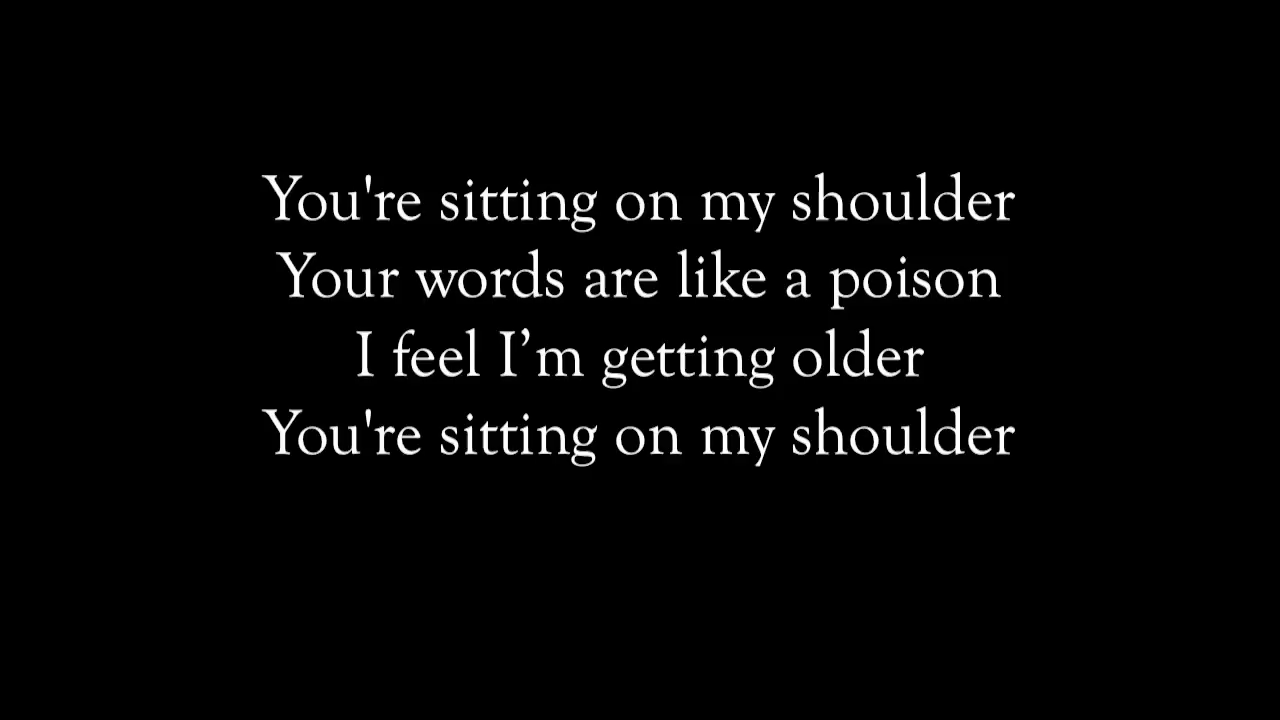 You're sitting on my shoulder
Your words are like a poison
I feel I’m getting older
You're sitting on my shoulder